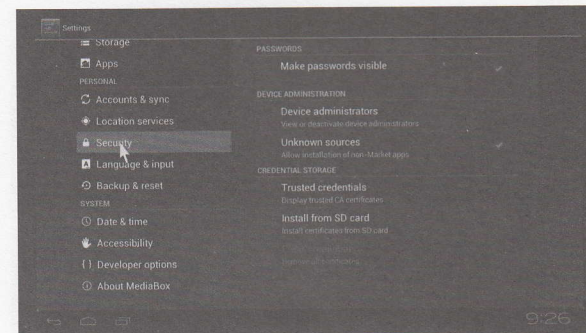 Settings
Storage
Apps
PERSONAL
Accounts & sync
Location services
Security
Language & input
Backup & reset
SYSTEM
Date & time
Accessibility
Developer options
About MediaBox
PASSWORDS
Make passwords visible
DEVICE ADMINISTRATION
Device administrators
View or deactivate device administrators
Unknown sources
Allow installation of non-Market apps
CREDENTIAL STORAGE
Trusted credentials
Display trusted CA certificates
Install from SD card
Install certificates from SD card
9:26